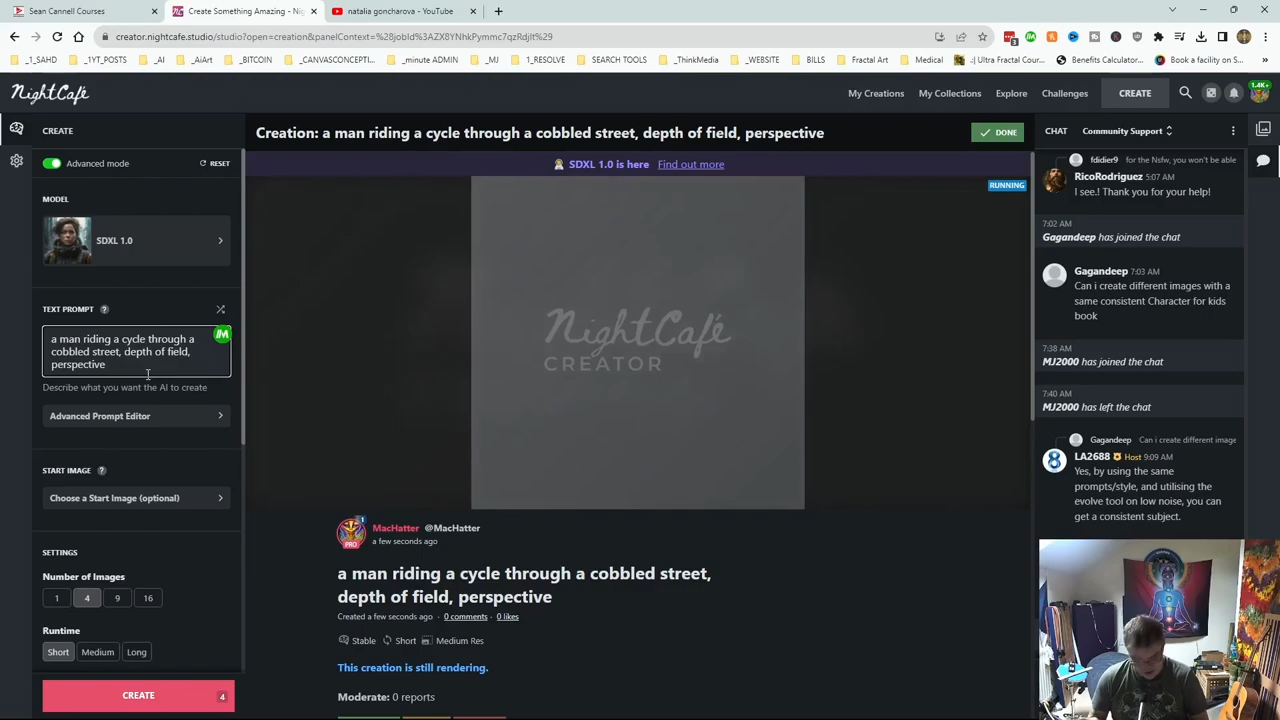 Sean Cannell Courses
Create Something Amazing - Nig
natalia goncharova - YouTube
creator.nightcafe.studio/studio?open=creation&panelContext=%28jobId%3AZX8YNhkPymmc7qzRdjlt%29
3
_1_SAHD
_1YT_POSTS
_AI
_AiArt
_BITCOIN
_CANVASCONCEPTI...
_minute ADMIN
_MJ
1_RESOLVE
SEARCH TOOLS
_ThinkMedia
_WEBSITE
BILLS
Fractal Art
Medical
.:| Ultra Fractal Cour...
Benefits Calculator...
Book a facility on S...
NightCafé
My Creations
My Collections
Explore
Challenges
CREATE
1.4K+
CREATE
Advanced mode
RESET
MODEL
SDXL 1.0
TEXT PROMPT
a man riding a cycle through a
cobbled street, depth of field,
perspective
Describe what you want the AI to create
Advanced Prompt Editor
START IMAGE
Choose a Start Image (optional)
SETTINGS
Number of Images
1
4
9
16
Runtime
Short
Medium
Long
CREATE
4
Creation: a man riding a cycle through a cobbled street, depth of field, perspective
DONE
SDXL 1.0 is here Find out more
RUNNING
NightCafé
CREATOR
PRO
MacHatter @MacHatter
a few seconds ago
a man riding a cycle through a cobbled street,
depth of field, perspective
Created a few seconds ago · 0 comments · 0 likes
Stable
Short
Medium Res
This creation is still rendering.
Moderate: 0 reports
CHAT
Community Support
fdidier9 for the Nsfw, you won't be able
RicoRodriguez 5:07 AM
I see.! Thank you for your help!
7:02 AM
Gagandeep has joined the chat
Gagandeep 7:03 AM
Can i create different images with a
same consistent Character for kids
book
7:38 AM
MJ2000 has joined the chat
7:40 AM
MJ2000 has left the chat
Gagandeep Can i create different image
LA2688 Host 9:09 AM
Yes, by using the same
prompts/style, and utilising the
evolve tool on low noise, you can
get a consistent subject.